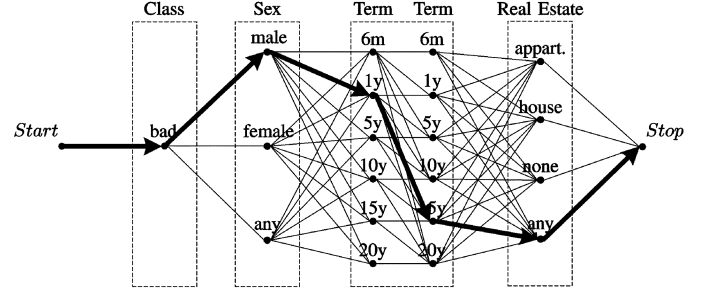 Class Sex Term Term Real Estate
male 6m 6m appart.
1y 1y
house
Start bad female 5y 5y Stop
10y 10y none
15y 5y
any any
20y 20y